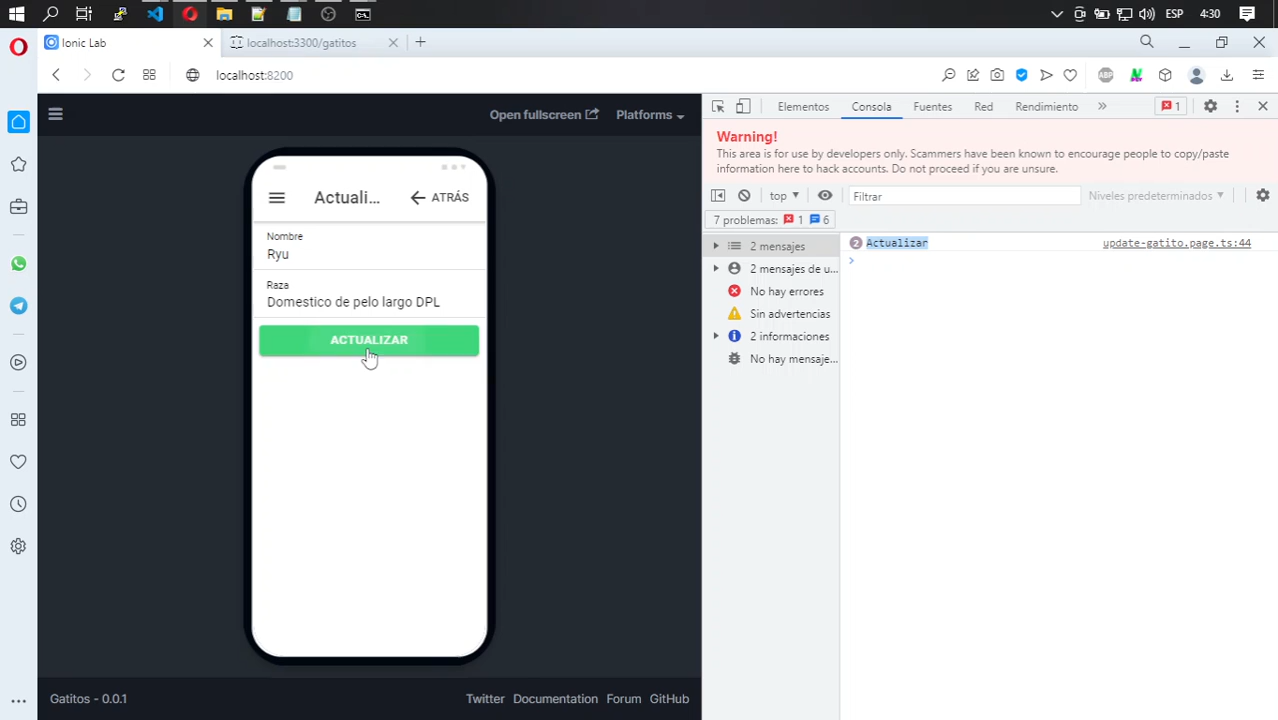 ESP 4:30
Ionic Lab
localhost:3300/gatitos
localhost:8200
ABP
Open fullscreen
Platforms
Actuali...
ATRÁS
Nombre
Ryu
Raza
Domestico de pelo largo DPL
ACTUALIZAR
Gatitos - 0.0.1
Twitter Documentation Forum GitHub
Elementos Consola Fuentes Red Rendimiento 1
Warning!
This area is for use by developers only. Scammers have been known to encourage people to copy/paste
information here to hack accounts. Do not proceed if you are unsure.
top Filtrar Niveles predeterminados
7 problemas: 1 6
2 mensajes
2 mensajes de u...
No hay errores
Sin advertencias
2 informaciones
No hay mensaje...
2 Actualizar update-gatito.page.ts:44